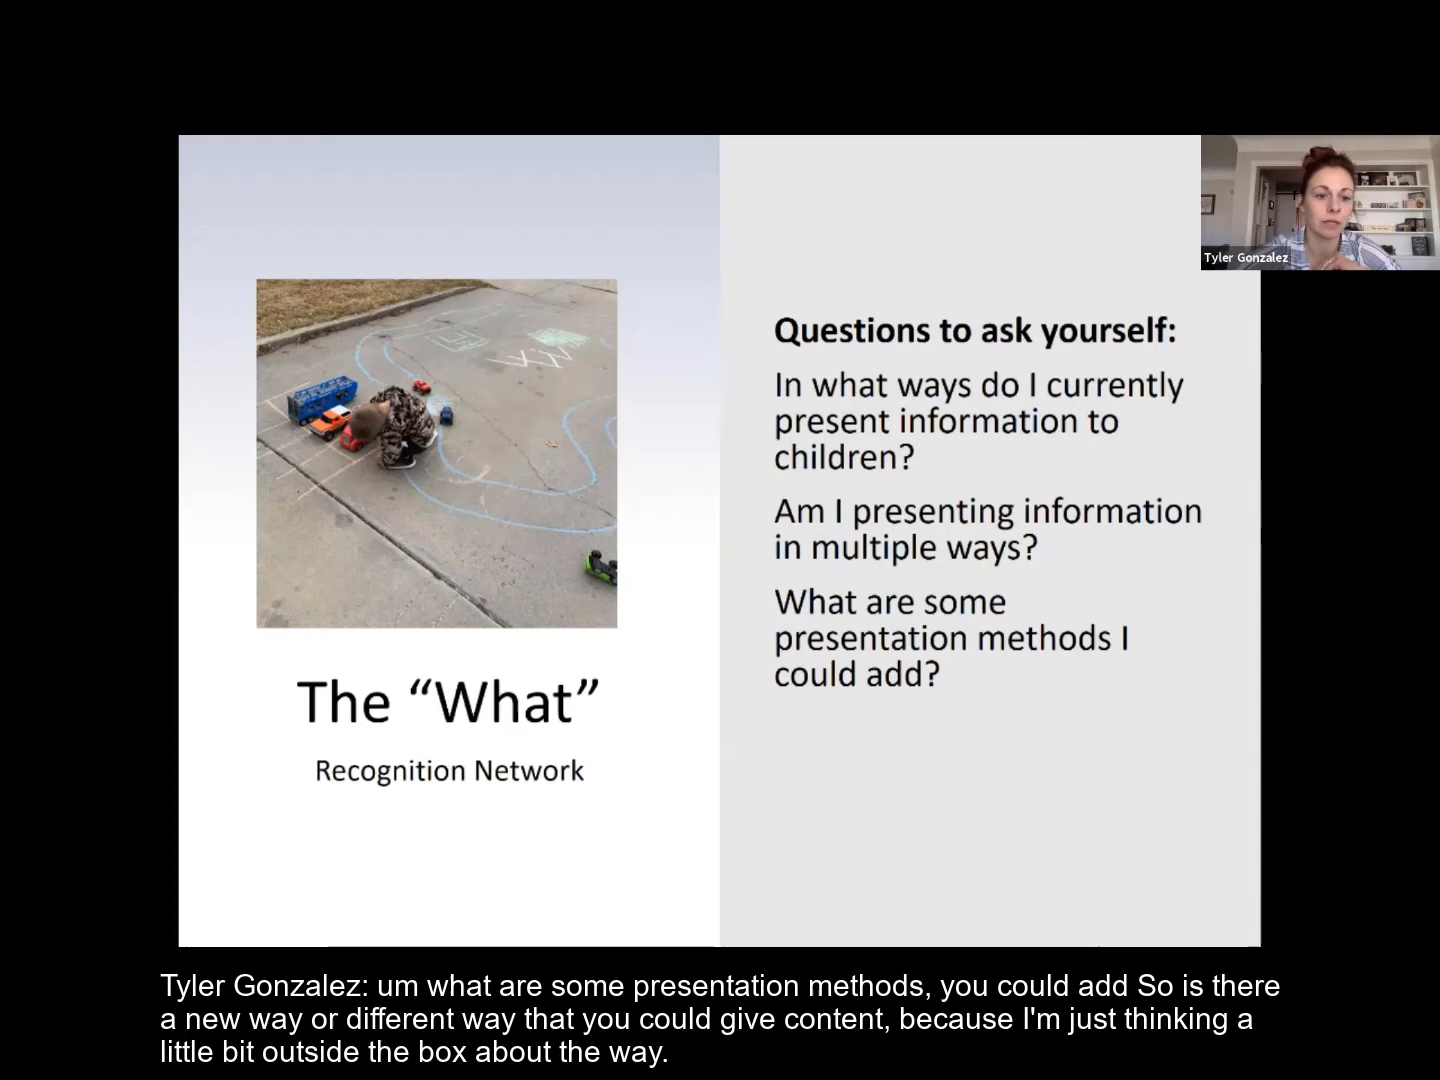 Tyler Gonzalez
Questions to ask yourself:
In what ways do I currently
present information to
children?
Am I presenting information
in multiple ways?
What are some
presentation methods I
could add?
The “What”
Recognition Network
Tyler Gonzalez: um what are some presentation methods, you could add So is there
a new way or different way that you could give content, because I'm just thinking a
little bit outside the box about the way.